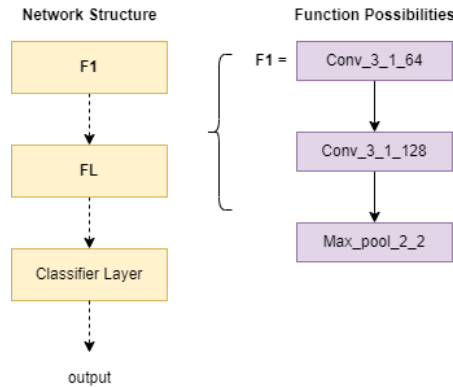 Network Structure
Function Possibilities
F1
FL
Classifier Layer
output
F1 =
Conv_3_1_64
Conv_3_1_128
Max_pool_2_2